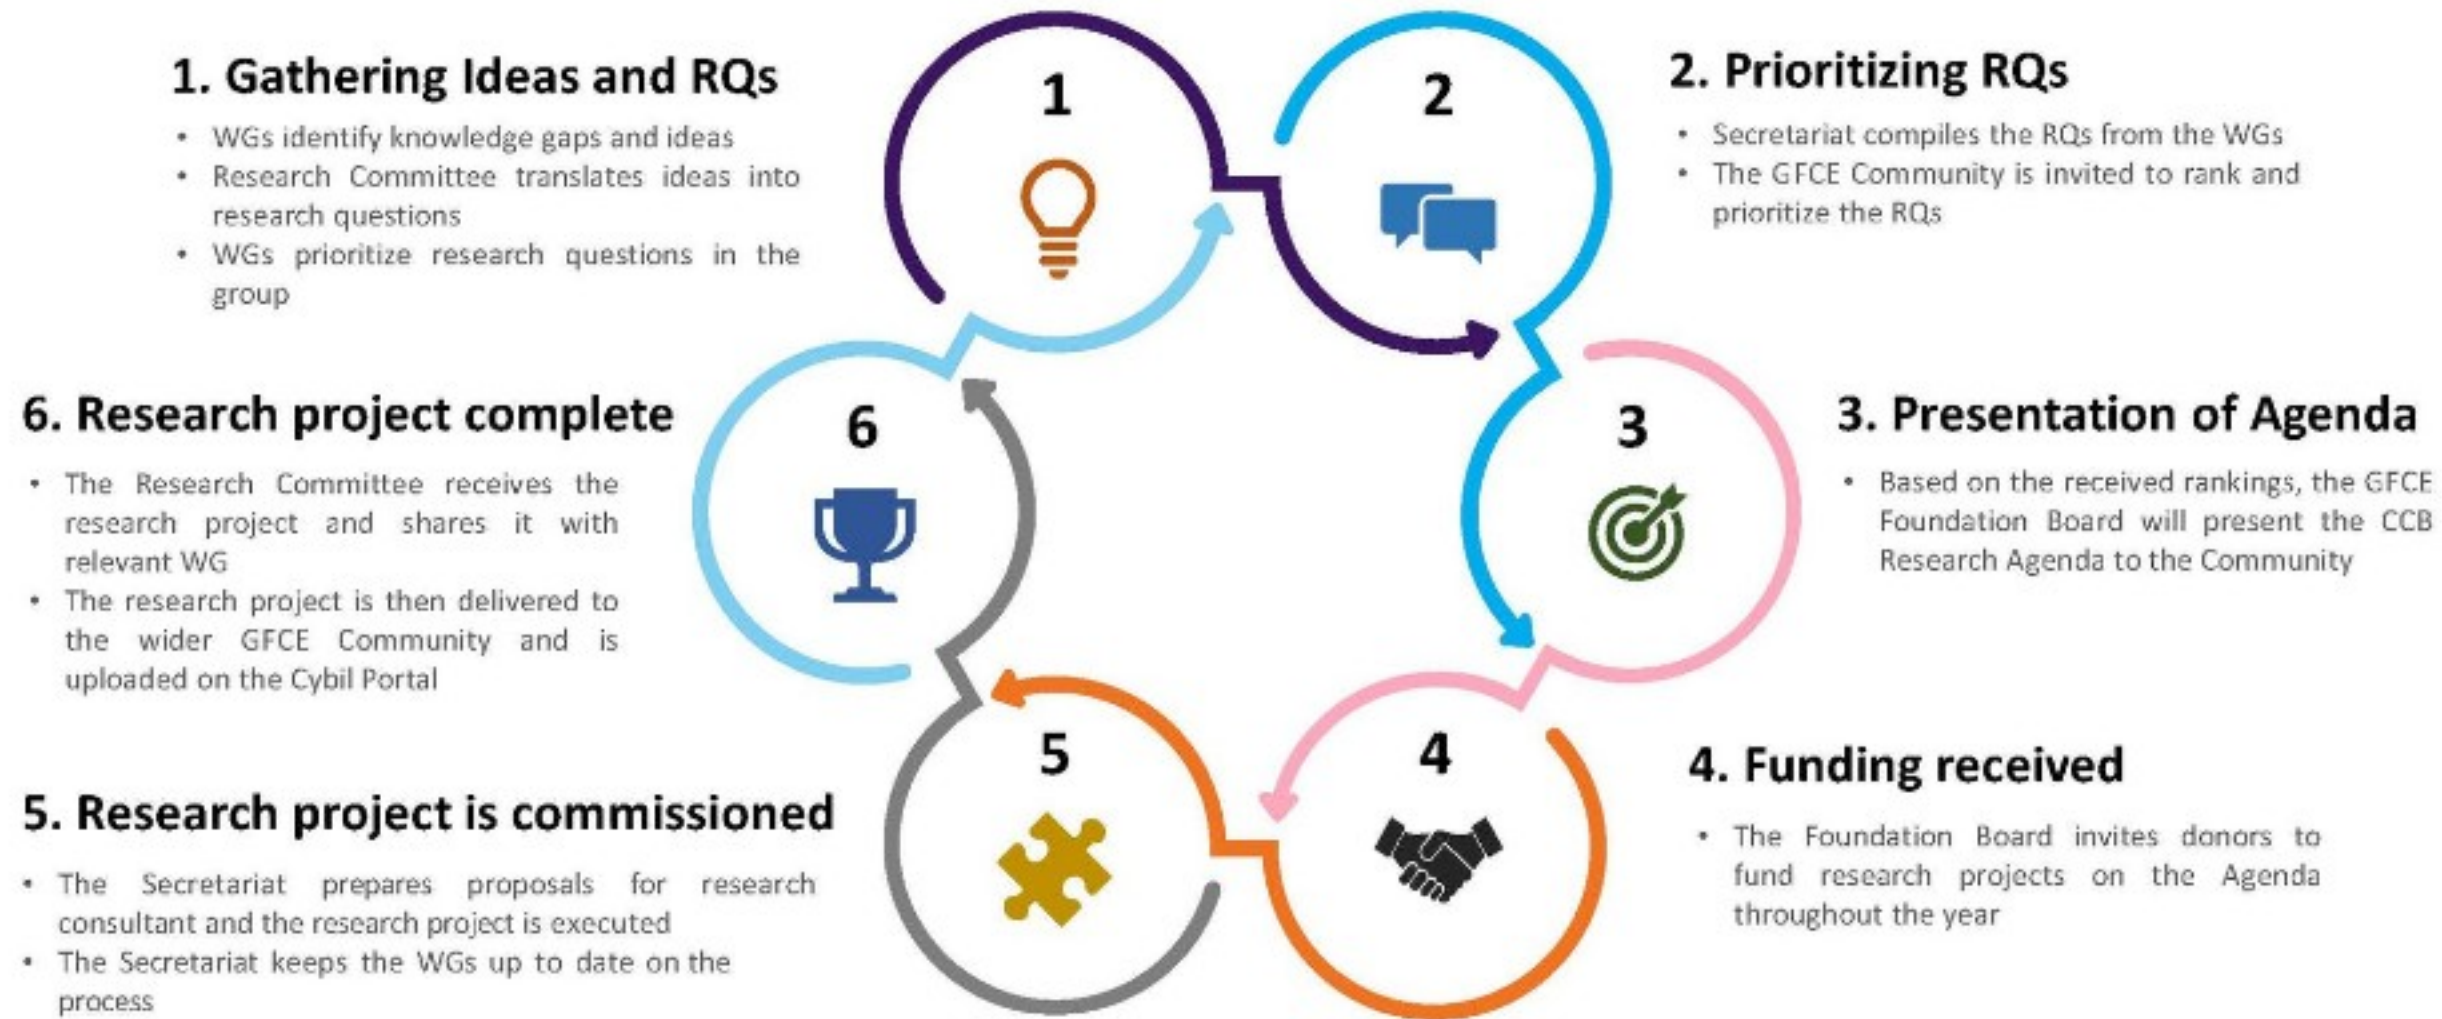 1. Gathering Ideas and RQs
• WGs identify knowledge gaps and ideas
• Research Committee translates ideas into
research questions
• WGs prioritize research questions in the
group
1
2
2. Prioritizing RQs
• Secretariat compiles the RQs from the WGs
• The GFCE Community is invited to rank and
prioritize the RQs
3
3. Presentation of Agenda
• Based on the received rankings, the GFCE
Foundation Board will present the CCB
Research Agenda to the Community
4
4. Funding received
• The Foundation Board invites donors to
fund research projects on the Agenda
throughout the year
5
5. Research project is commissioned
• The Secretariat prepares proposals for research
consultant and the research project is executed
• The Secretariat keeps the WGs up to date on the
process
6
6. Research project complete
• The Research Committee receives the
research project and shares it with
relevant WG
• The research project is then delivered to
the wider GFCE Community and is
uploaded on the Cybil Portal